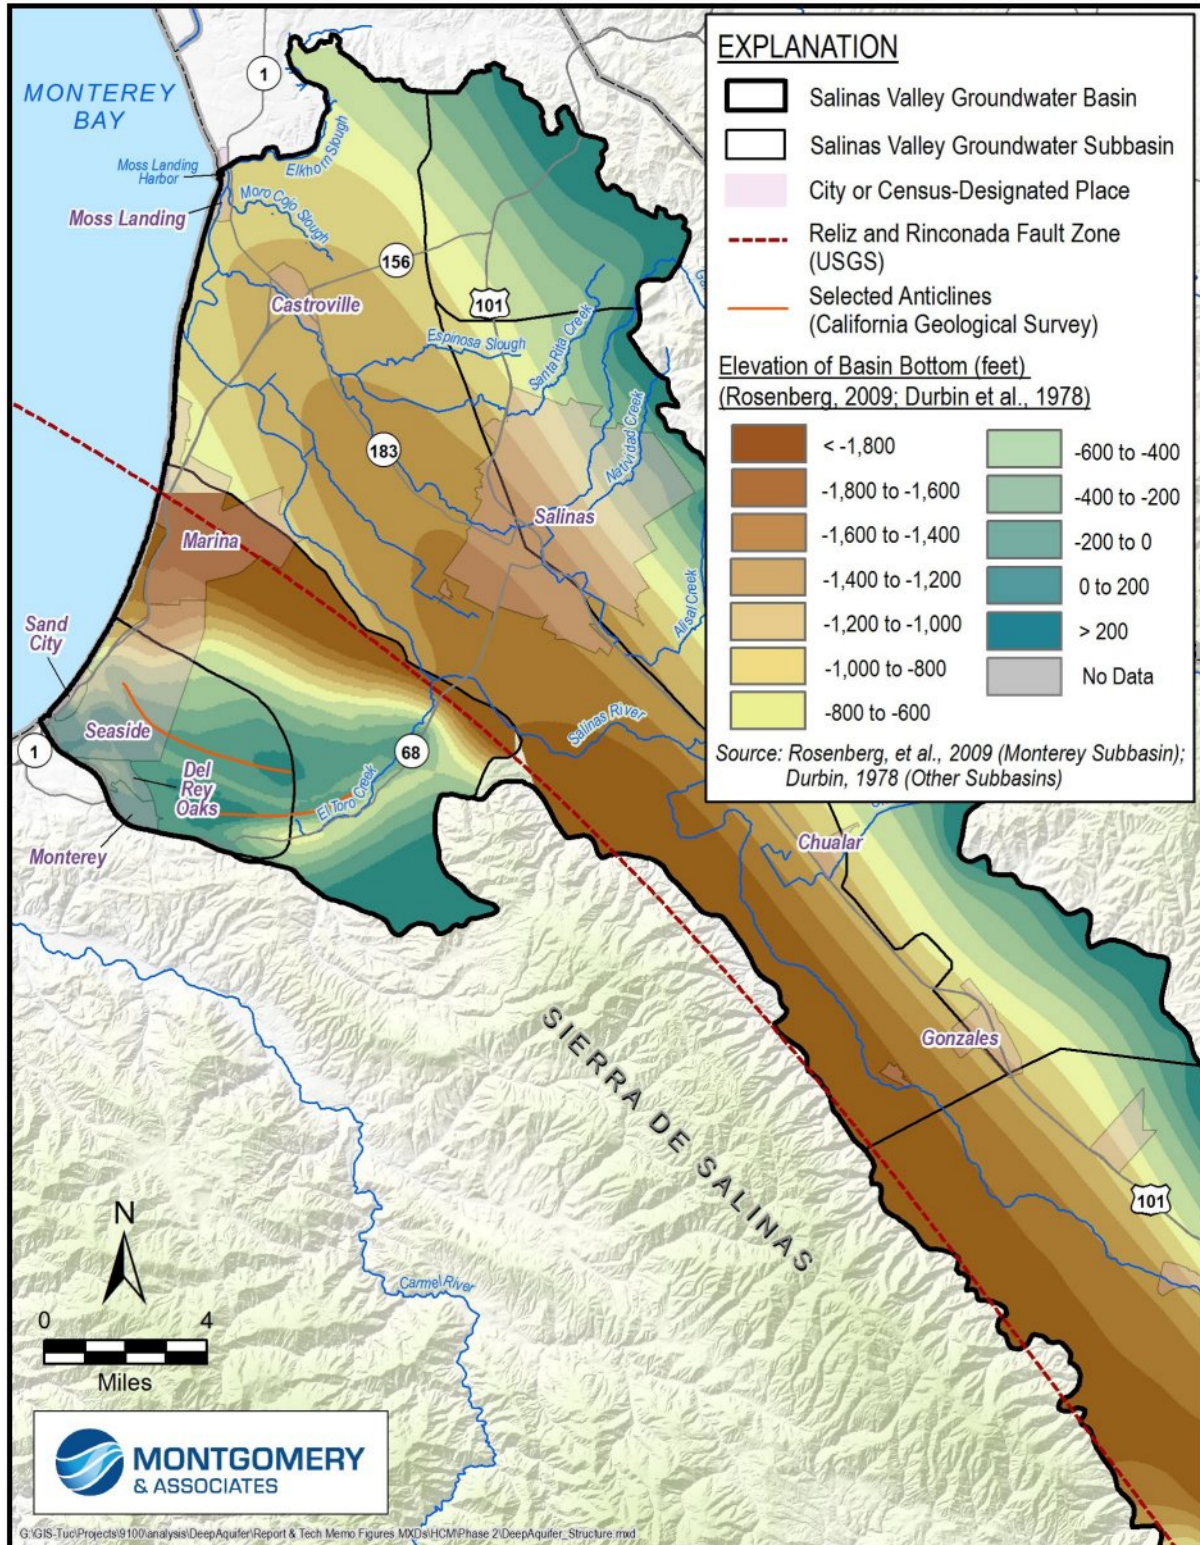 MONTEREY
BAY
1
Moss Landing
Harbor
Elkhorn Slough
Moro Cojo Slough
Moss Landing
156
Castroville
101
Espinosa Slough
Santa Rita Creek
Natividad Creek
183
Salinas
Marina
Alisal Creek
Sand
City
Seaside
Salinas River
1
68
Del
Rey
Oaks
El Toro Creek
Monterey
Chualar
Gonzales
SIERRA DE SALINAS
101
Carmel River
EXPLANATION
Salinas Valley Groundwater Basin
Salinas Valley Groundwater Subbasin
City or Census-Designated Place
Reliz and Rinconada Fault Zone
(USGS)
Selected Anticlines
(California Geological Survey)
Elevation of Basin Bottom (feet)
(Rosenberg, 2009; Durbin et al., 1978)
< -1,800
-1,800 to -1,600
-1,600 to -1,400
-1,400 to -1,200
-1,200 to -1,000
-1,000 to -800
-800 to -600
-600 to -400
-400 to -200
-200 to 0
0 to 200
> 200
No Data
Source: Rosenberg, et al., 2009 (Monterey Subbasin);
Durbin, 1978 (Other Subbasins)
N
0 4
Miles
MONTGOMERY
& ASSOCIATES
G:\GIS-Tuc\Projects\9100\analysis\DeepAquifer\Report & Tech Memo Figures MXDs\HCM\Phase 2\DeepAquifer_Structure.mxd